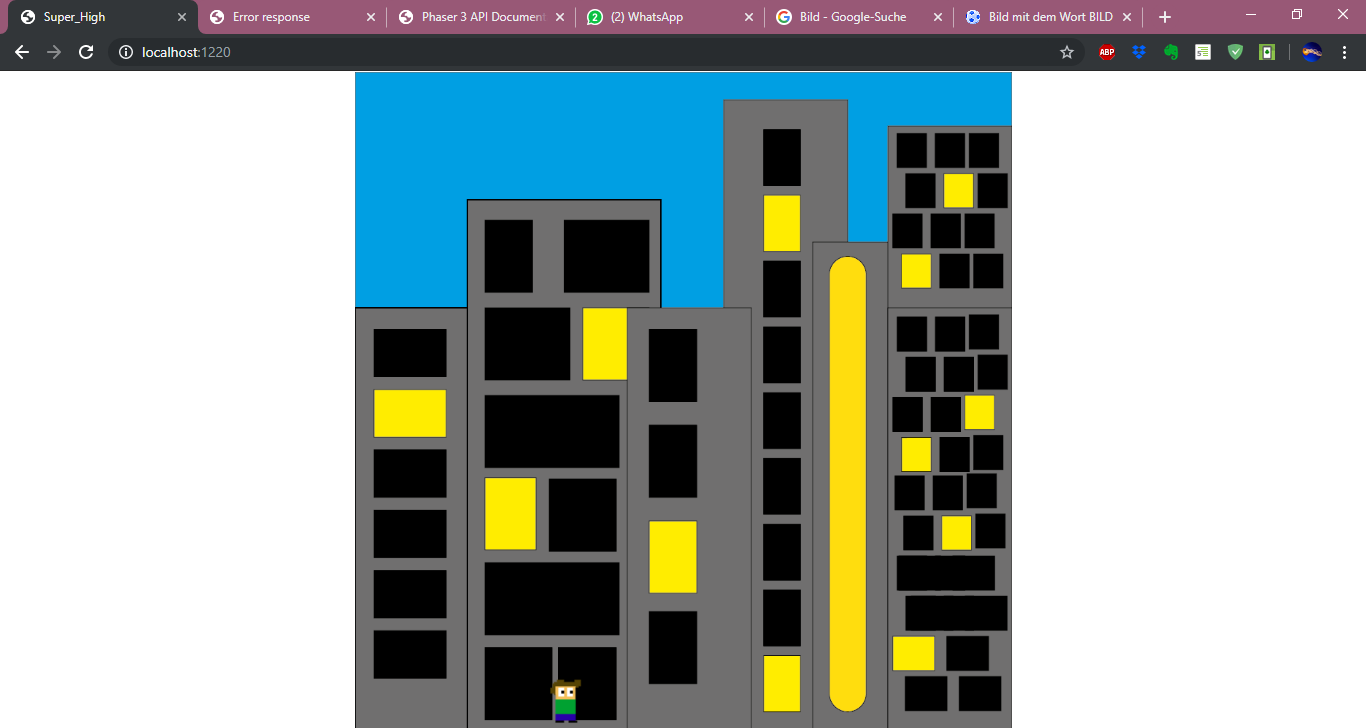 Super_High
Error response
Phaser 3 API Document
(2) WhatsApp
Bild - Google-Suche
Bild mit dem Wort BILD
localhost:1220
ABP